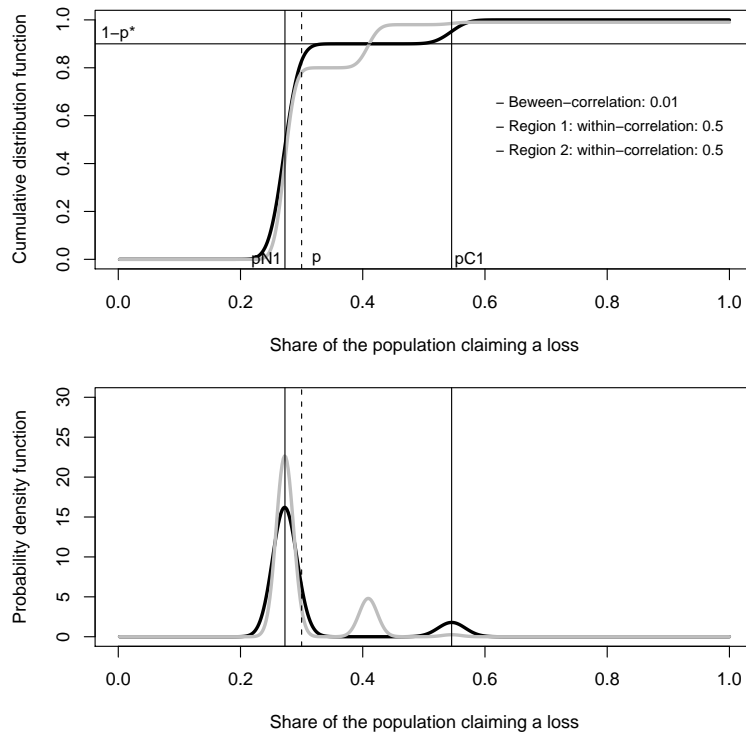 1−p*
− Beween−correlation: 0.01
− Region 1: within−correlation: 0.5
− Region 2: within−correlation: 0.5
pN1
p
pC1
Cumulative distribution function
0.0 0.2 0.4 0.6 0.8 1.0
0.0 0.2 0.4 0.6 0.8 1.0
Share of the population claiming a loss
Probability density function
0 5 10 15 20 25 30
0.0 0.2 0.4 0.6 0.8 1.0
Share of the population claiming a loss